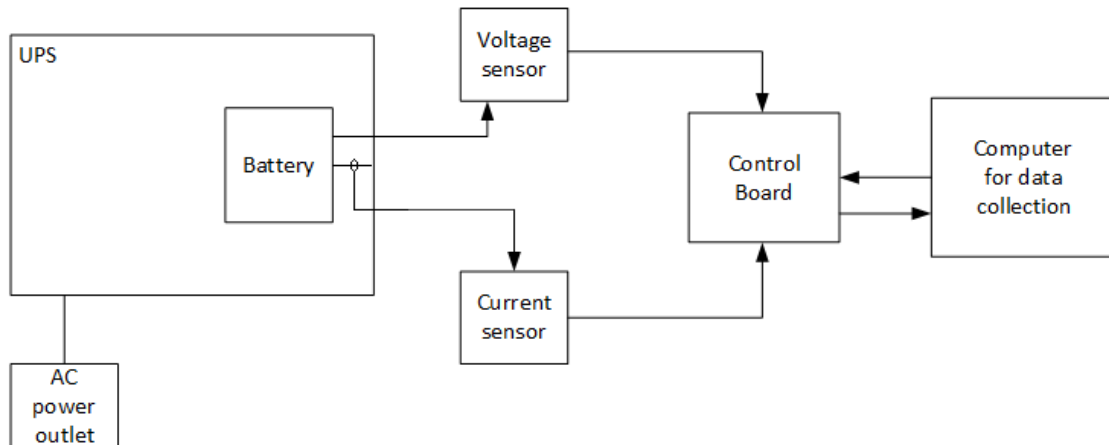 UPS
Voltage
sensor
Battery
Control
Board
Computer
for data
collection
Current
sensor
AC
power
outlet